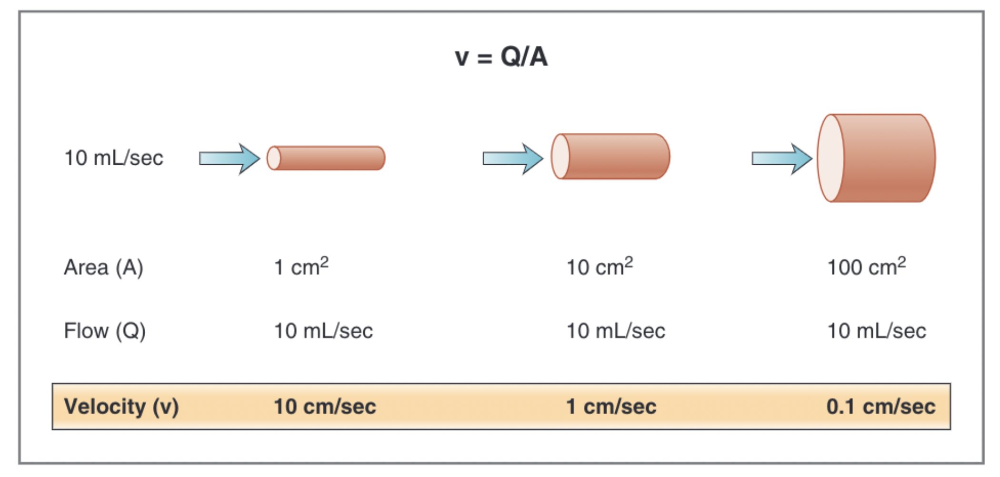 v = Q/A
10 mL/sec
Area (A) 1 cm² 10 cm² 100 cm²
Flow (Q) 10 mL/sec 10 mL/sec 10 mL/sec
Velocity (v) 10 cm/sec 1 cm/sec 0.1 cm/sec